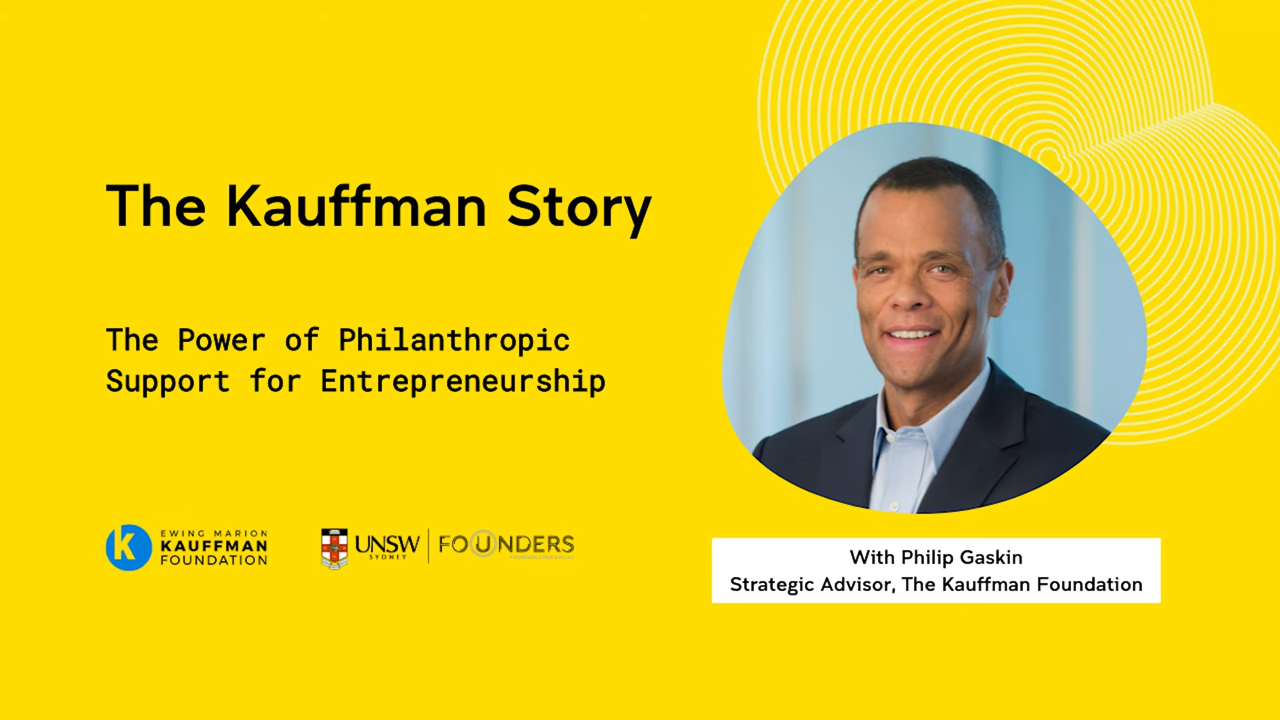 The Kauffman Story
The Power of Philanthropic
Support for Entrepreneurship
EWING MARION
KAUFFMAN
FOUNDATION
UNSW
SYDNEY
FOUNDERS
With Philip Gaskin
Strategic Advisor, The Kauffman Foundation